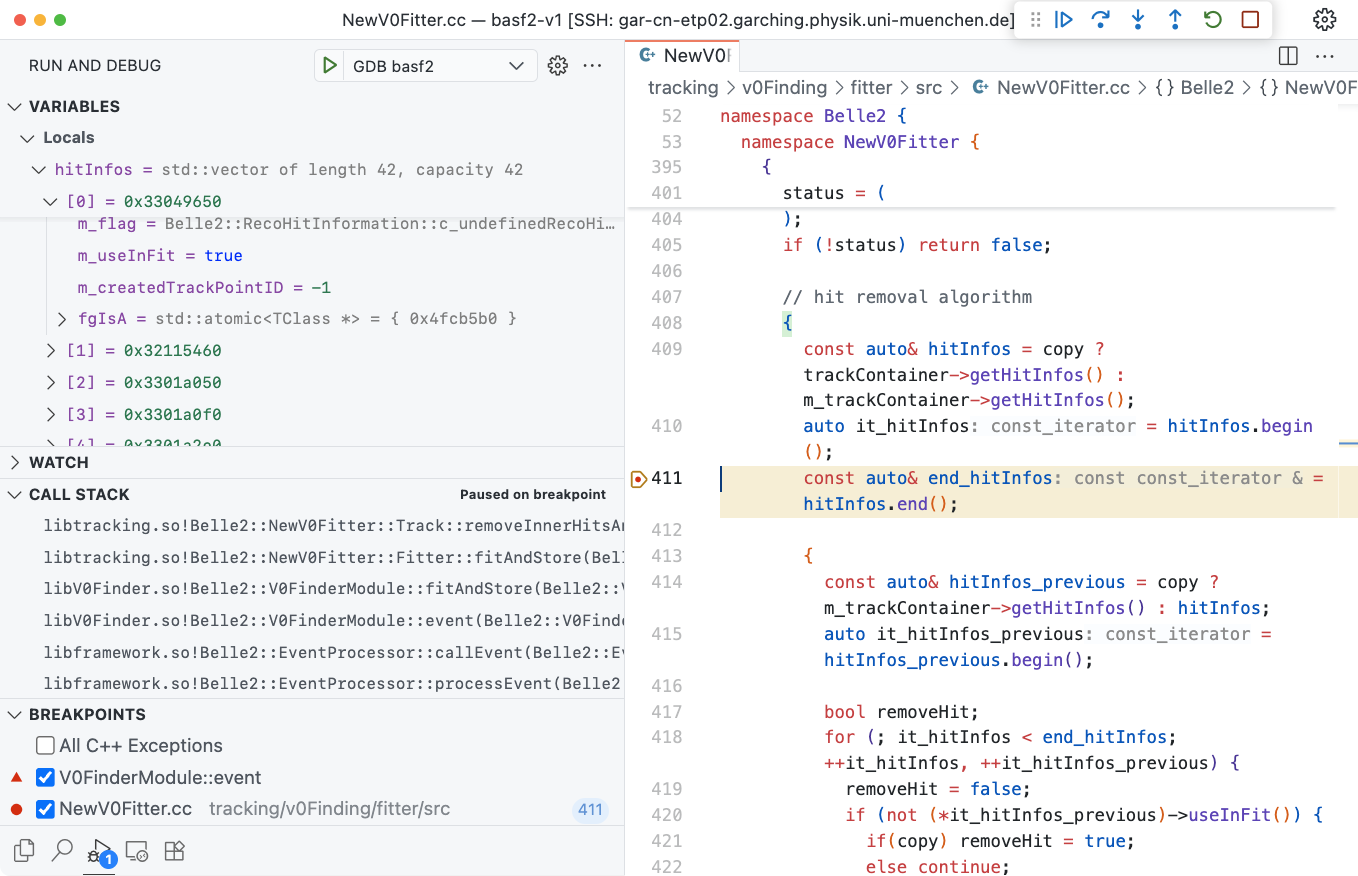 NewV0Fitter.cc — basf2-v1 [SSH: gar-cn-etp02.garching.physik.uni-muenchen.de]
RUN AND DEBUG
GDB basf2
VARIABLES
Locals
hitInfos = std::vector of length 42, capacity 42
[0] = 0x33049650
m_flag = Belle2::RecoHitInformation::c_undefinedRecoHi…
m_useInFit = true
m_createdTrackPointID = -1
fgIsA = std::atomic<TClass *> = { 0x4fcb5b0 }
[1] = 0x32115460
[2] = 0x3301a050
[3] = 0x3301a0f0
WATCH
CALL STACK
Paused on breakpoint
libtracking.so!Belle2::NewV0Fitter::Track::removeInnerHitsAn
libtracking.so!Belle2::NewV0Fitter::Fitter::fitAndStore(Bell
libV0Finder.so!Belle2::V0FinderModule::fitAndStore(Belle2::V
libV0Finder.so!Belle2::V0FinderModule::event(Belle2::V0Finde
libframework.so!Belle2::EventProcessor::callEvent(Belle2::Ev
libframework.so!Belle2::EventProcessor::processEvent(Belle2
BREAKPOINTS
All C++ Exceptions
V0FinderModule::event
NewV0Fitter.cc tracking/v0Finding/fitter/src 411
1
NewV0F
tracking > v0Finding > fitter > src > NewV0Fitter.cc > {} Belle2 > {} NewV0F
52 namespace Belle2 {
53 namespace NewV0Fitter {
395 {
401 status = (
404 );
405 if (!status) return false;
406
407 // hit removal algorithm
408 {
409 const auto& hitInfos = copy ?
trackContainer->getHitInfos() :
m_trackContainer->getHitInfos();
410 auto it_hitInfos: const_iterator = hitInfos.begin
();
411 const auto& end_hitInfos: const const_iterator & =
hitInfos.end();
412
413 {
414 const auto& hitInfos_previous = copy ?
m_trackContainer->getHitInfos() : hitInfos;
415 auto it_hitInfos_previous: const_iterator =
hitInfos_previous.begin();
416
417 bool removeHit;
418 for (; it_hitInfos < end_hitInfos;
++it_hitInfos, ++it_hitInfos_previous) {
419 removeHit = false;
420 if (not (*it_hitInfos_previous)->useInFit()) {
421 if(copy) removeHit = true;
422 else continue;